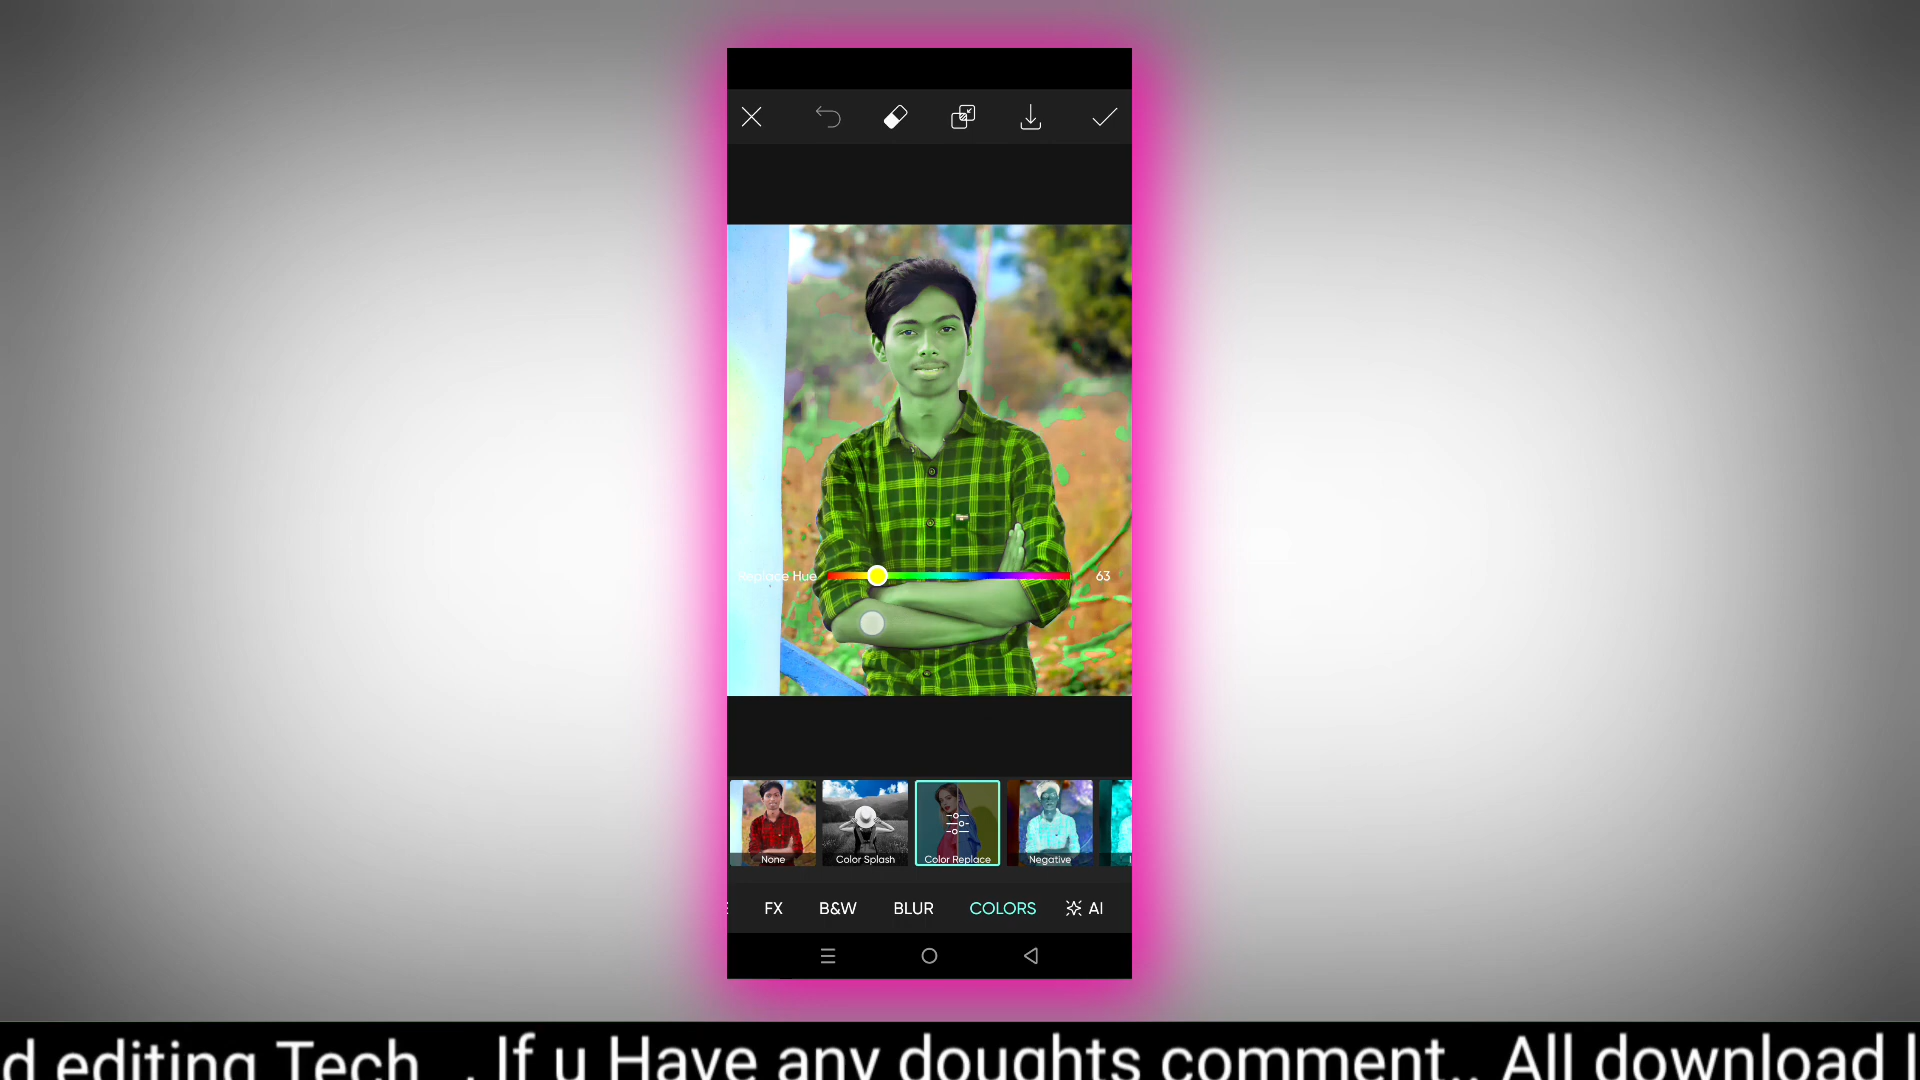 Replace Hue 63
None Color Splash Color Replace Negative
FX B&W BLUR COLORS AI
d editing Tech . If u Have any doughts comment.. All download l